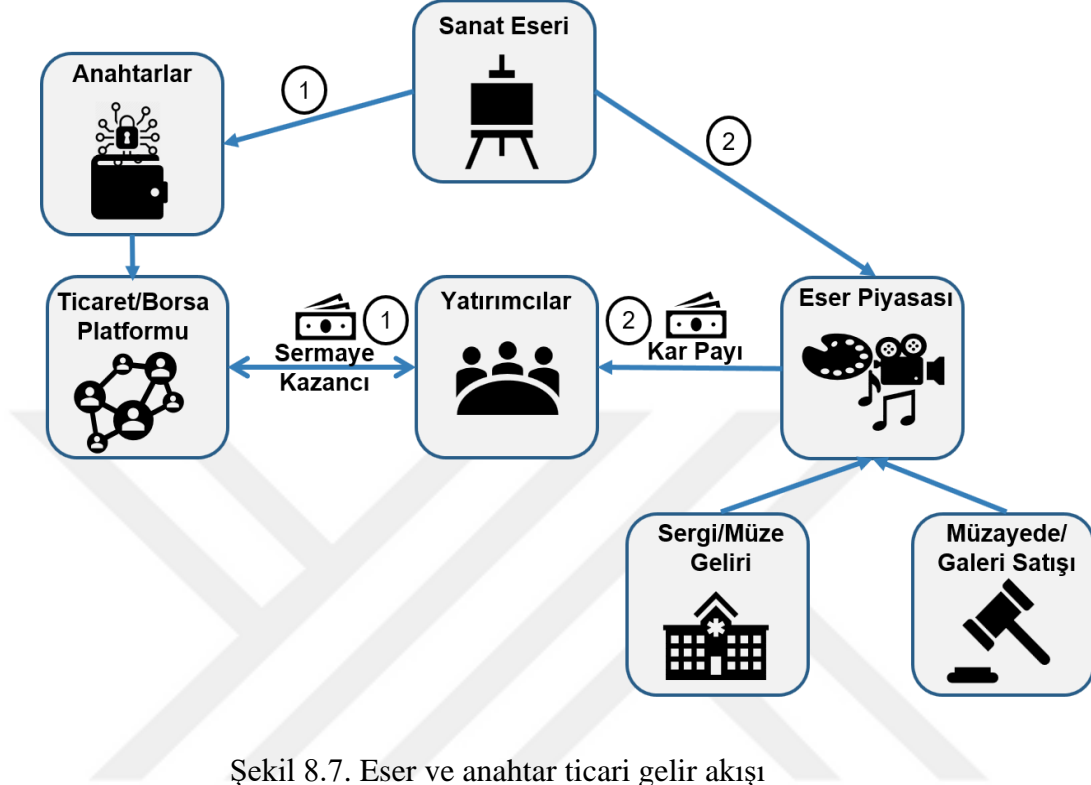 Sanat Eseri
Anahtarlar
1
2
Ticaret/Borsa
Platformu
1
Sermaye
Kazancı
Yatırımcılar
2
Kar Payı
Eser Piyasası
Sergi/Müze
Geliri
Müzayede/
Galeri Satışı
Şekil 8.7. Eser ve anahtar ticari gelir akışı